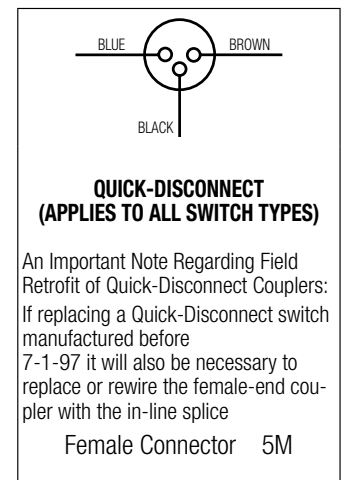 BLUE BROWN
BLACK
QUICK-DISCONNECT
(APPLIES TO ALL SWITCH TYPES)
An Important Note Regarding Field
Retrofit of Quick-Disconnect Couplers:
If replacing a Quick-Disconnect switch
manufactured before
7-1-97 it will also be necessary to
replace or rewire the female-end cou-
pler with the in-line splice
Female Connector 5M